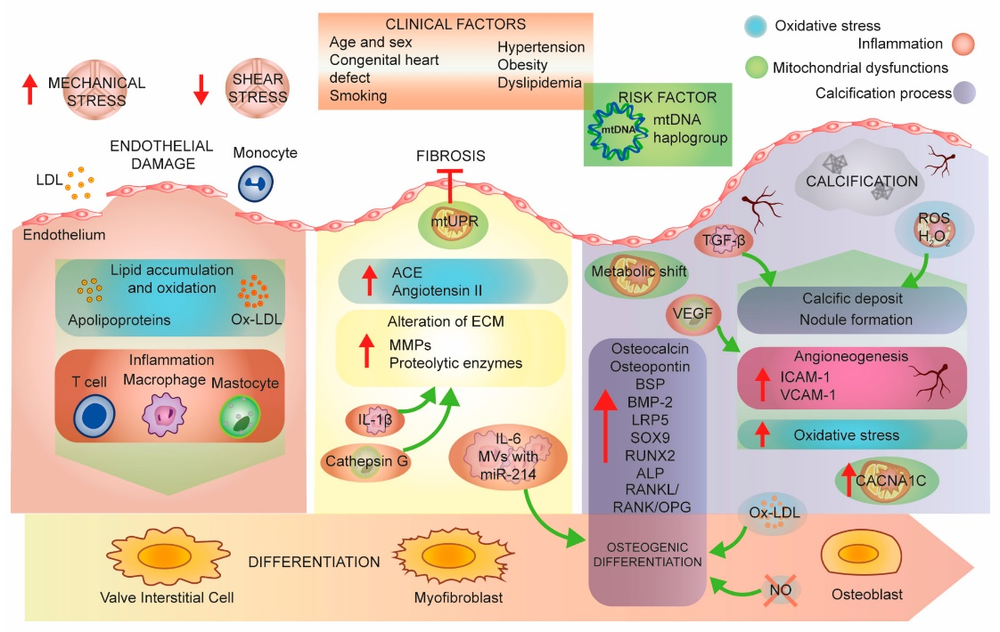 CLINICAL FACTORS
Age and sex
Congenital heart
defect
Smoking
Hypertension
Obesity
Dyslipidemia
Oxidative stress
Inflammation
Mitochondrial dysfunctions
Calcification process
MECHANICAL
STRESS
SHEAR
STRESS
RISK FACTOR
mtDNA
mtDNA
haplogroup
ENDOTHELIAL
DAMAGE
Monocyte
LDL
Endothelium
FIBROSIS
mtUPR
CALCIFICATION
ROS
H2O2
TGF-β
Metabolic shift
VEGF
Lipid accumulation
and oxidation
Apolipoproteins
Ox-LDL
Inflammation
Macrophage
T cell
Mastocyte
ACE
Angiotensin II
Alteration of ECM
MMPs
Proteolytic enzymes
IL-1β
Cathepsin G
IL-6
MVs with
miR-214
Osteocalcin
Osteopontin
BSP
BMP-2
LRP5
SOX9
RUNX2
ALP
RANKL/
RANK/OPG
OSTEOGENIC
DIFFERENTIATION
Calcific deposit
Nodule formation
Angioneogenesis
ICAM-1
VCAM-1
Oxidative stress
CACNA1C
Ox-LDL
NO
DIFFERENTIATION
Valve Interstitial Cell
Myofibroblast
Osteoblast